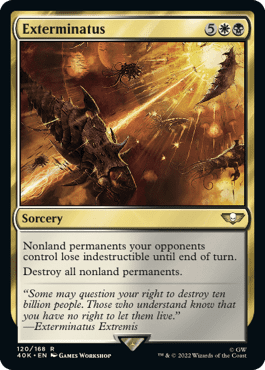 Exterminatus 5
Sorcery
Nonland permanents your opponents
control lose indestructible until end of turn.
Destroy all nonland permanents.
“Some may question your right to destroy ten
billion people. Those who understand know that
you have no right to let them live.”
—Exterminatus Extremis
120/168 R
40K • EN Games Workshop
© GW
™ & © 2022 Wizards of the Coast